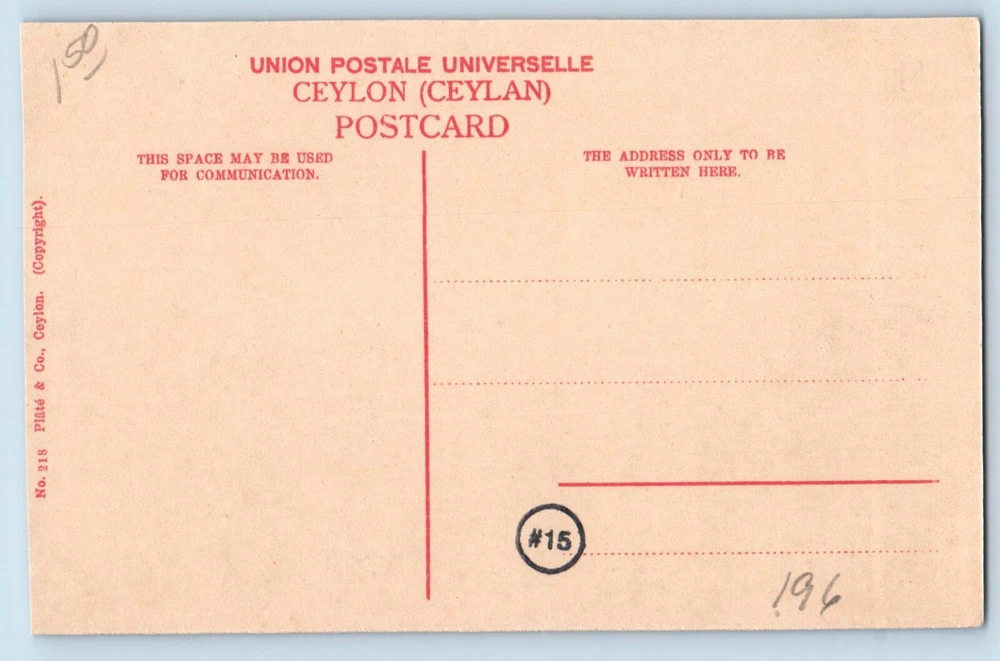 150
UNION POSTALE UNIVERSELLE
CEYLON (CEYLAN)
POSTCARD
THIS SPACE MAY BE USED
FOR COMMUNICATION.
THE ADDRESS ONLY TO BE
WRITTEN HERE.
No. 218 Plâté & Co., Ceylon. (Copyright).
#15
196